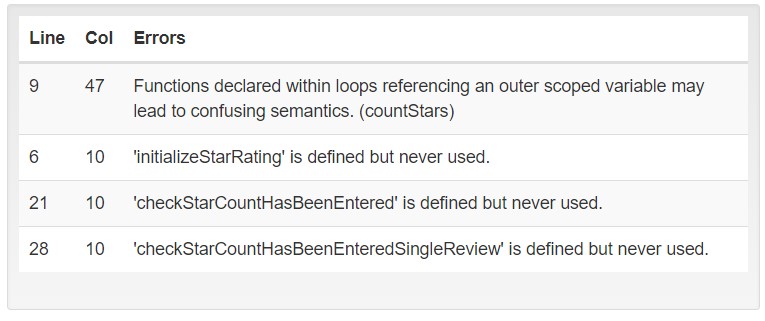 Line Col Errors
9 47 Functions declared within loops referencing an outer scoped variable may
lead to confusing semantics. (countStars)
6 10 'initializeStarRating' is defined but never used.
21 10 'checkStarCountHasBeenEntered' is defined but never used.
28 10 'checkStarCountHasBeenEnteredSingleReview' is defined but never used.